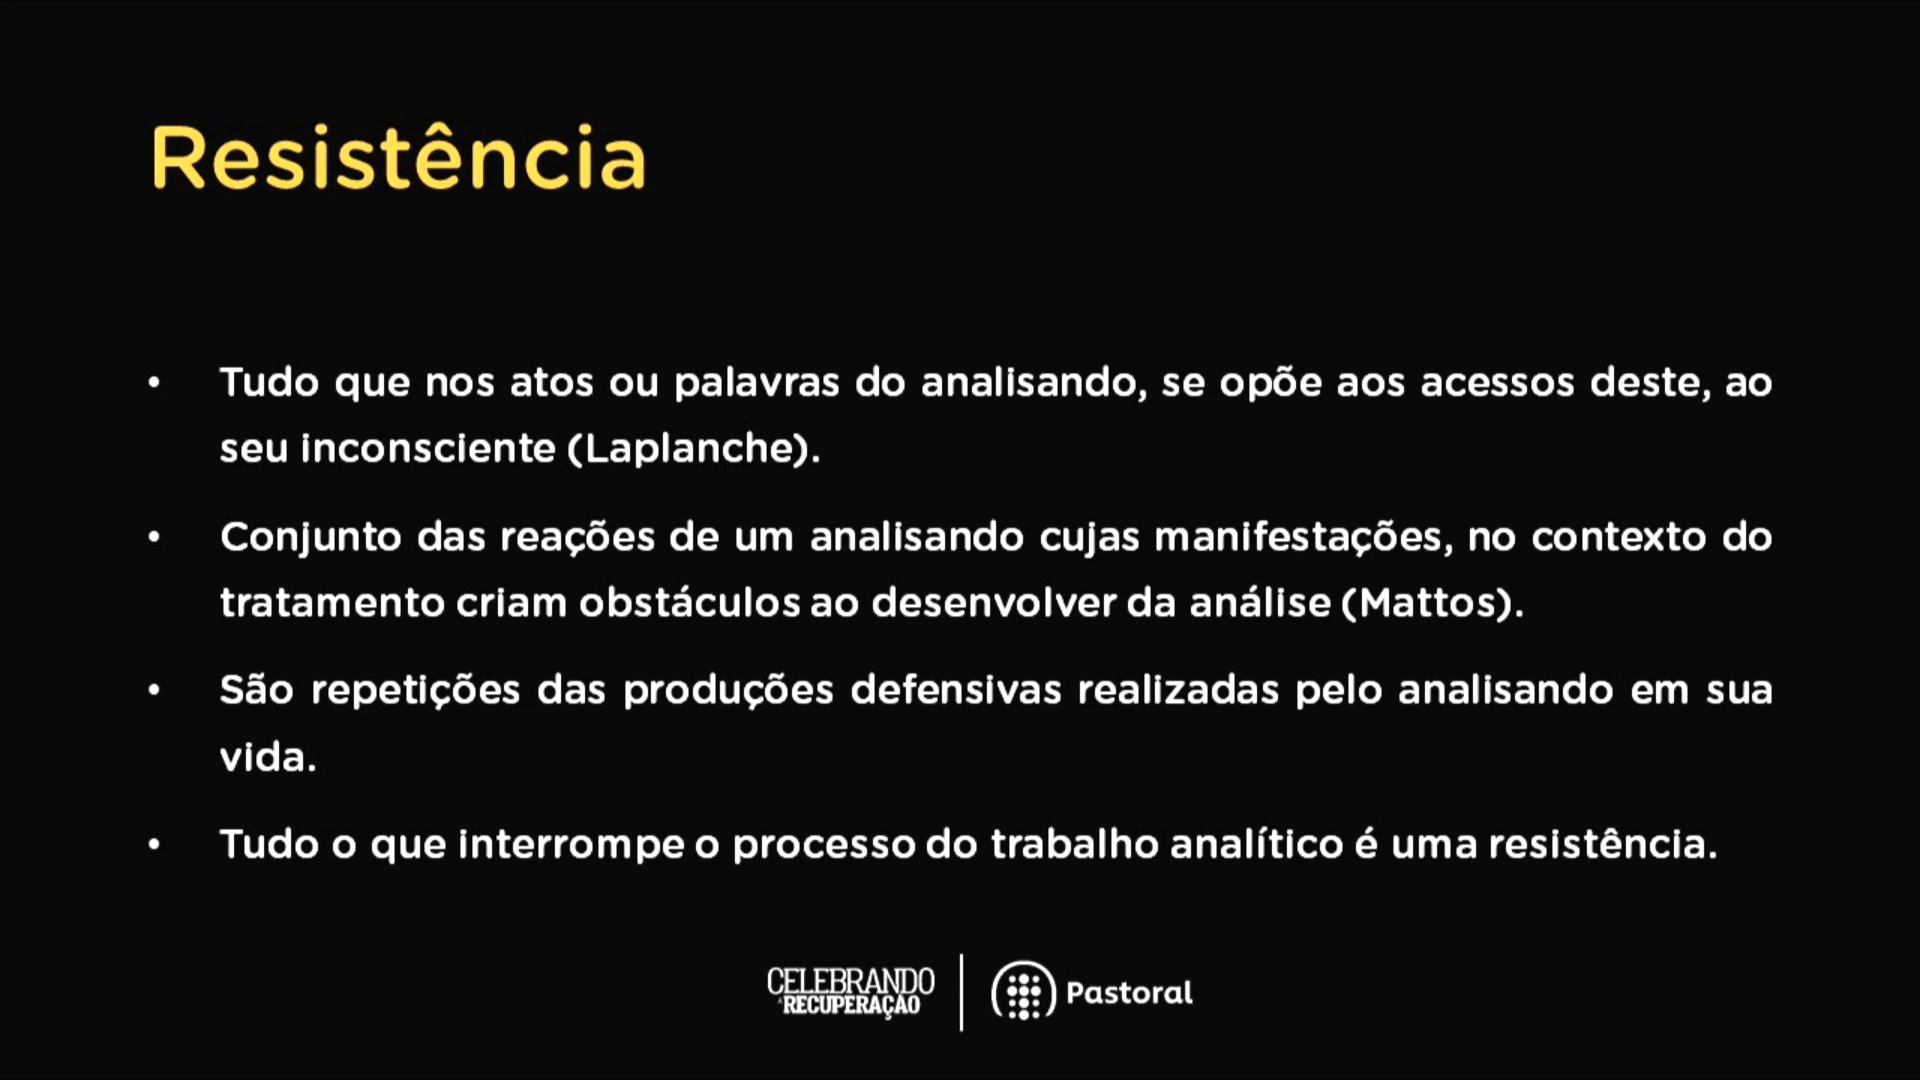 Resistência
• Tudo que nos atos ou palavras do analisando, se opõe aos acessos deste, ao
seu inconsciente (Laplanche).
• Conjunto das reações de um analisando cujas manifestações, no contexto do
tratamento criam obstáculos ao desenvolver da análise (Mattos).
• São repetições das produções defensivas realizadas pelo analisando em sua
vida.
• Tudo o que interrompe o processo do trabalho analítico é uma resistência.
CELEBRANDO
A RECUPERAÇÃO
Pastoral